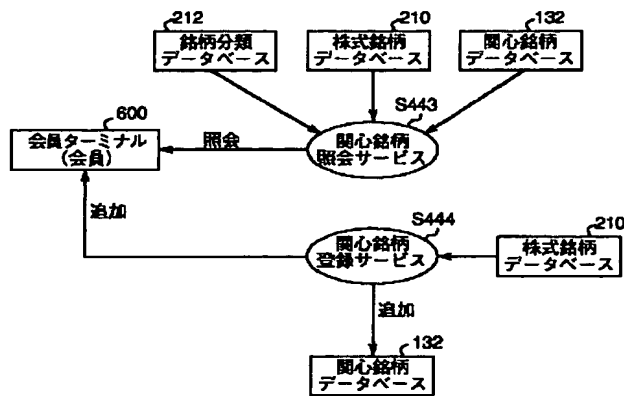 212
銘柄分類
データベース
210
株式銘柄
データベース
132
関心銘柄
データベース
S443
関心銘柄
照会サービス
600
会員ターミナル
(会員)
照会
追加
S444
関心銘柄
登録サービス
210
株式銘柄
データベース
追加
132
関心銘柄
データベース